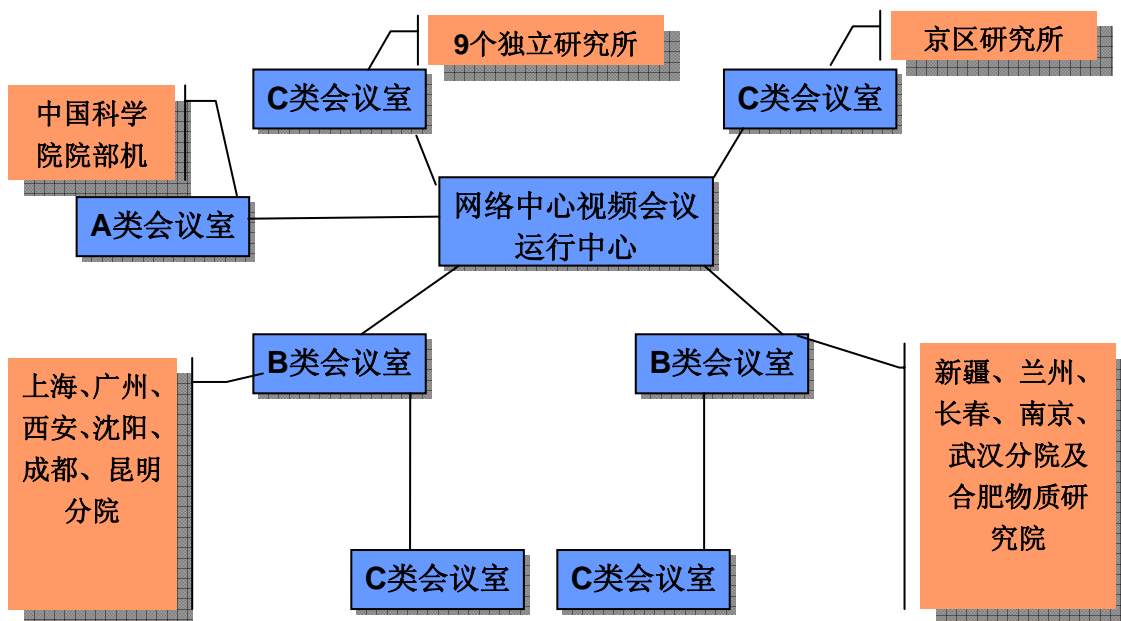 9个独立研究所
京区研究所
C类会议室
C类会议室
中国科学
院院部机
A类会议室
网络中心视频会议
运行中心
B类会议室
B类会议室
上海、广州、
西安、沈阳、
成都、昆明
分院
新疆、兰州、
长春、南京、
武汉分院及
合肥物质研
究院
C类会议室
C类会议室